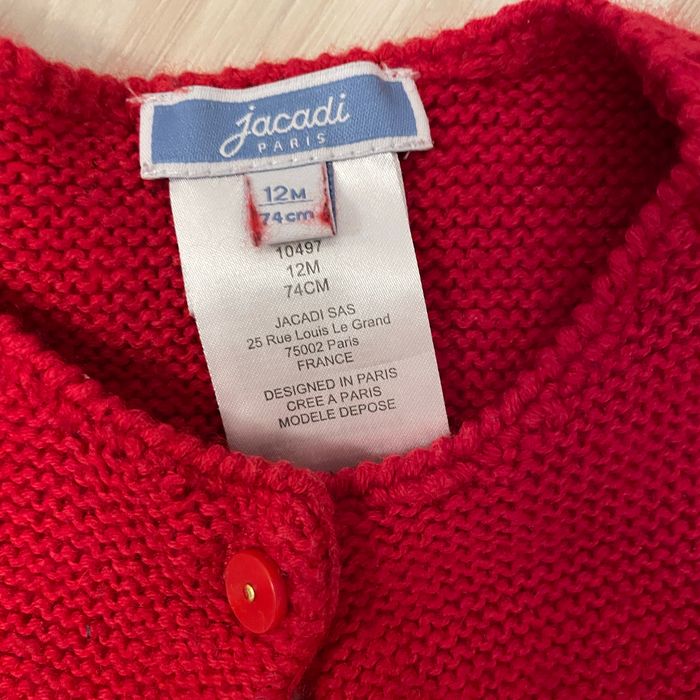 jacadi
PARIS
12M
74cm
10497
12M
74CM
JACADI SAS
25 Rue Louis Le Grand
75002 Paris
FRANCE
DESIGNED IN PARIS
CREE A PARIS
MODELE DEPOSE